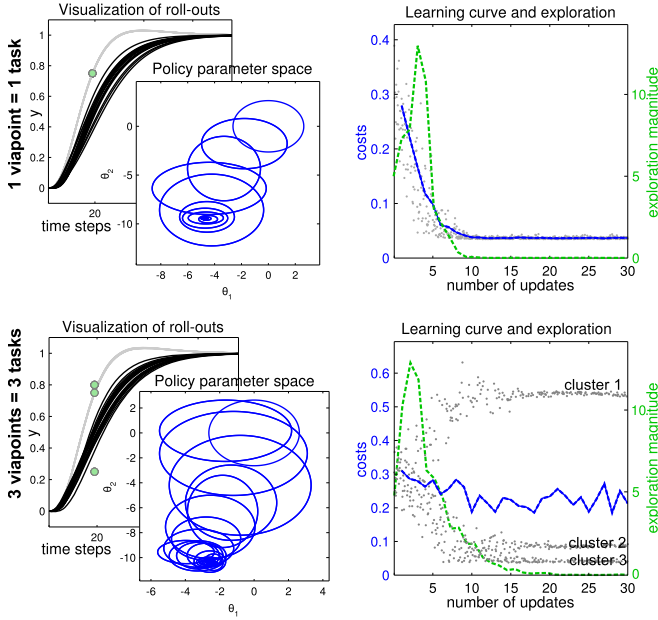 1 viapoint = 1 task
Visualization of roll-outs
1
0.8
0.6
0.4
0.2
0
y
20
time steps
Policy parameter space
0
-5
-10
θ2
-8 -6 -4 -2 0 2
θ1
Learning curve and exploration
0.4
0.3
0.2
0.1
0
costs
10
5
0
exploration magnitude
5 10 15 20 25 30
number of updates
3 viapoints = 3 tasks
Visualization of roll-outs
1
0.8
0.6
0.4
0.2
0
y
20
time steps
Policy parameter space
2
0
-2
-4
-6
-8
-10
θ2
-6 -4 -2 0 2 4
θ1
Learning curve and exploration
0.6
0.5
0.4
0.3
0.2
0.1
0
costs
cluster 1
cluster 2
cluster 3
10
5
0
exploration magnitude
5 10 15 20 25 30
number of updates